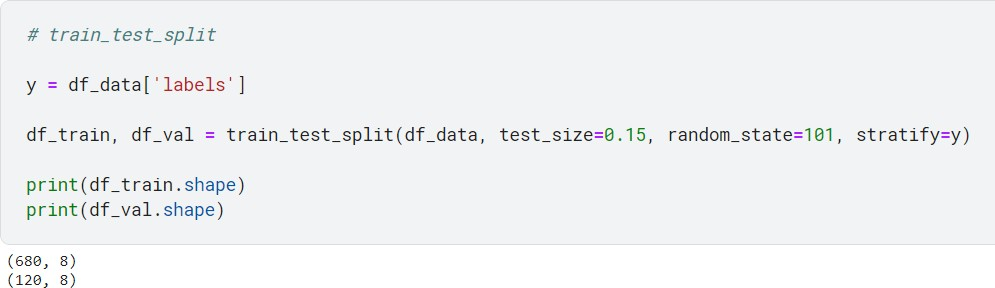 # train_test_split
y = df_data['labels']
df_train, df_val = train_test_split(df_data, test_size=0.15, random_state=101, stratify=y)
print(df_train.shape)
print(df_val.shape)
(680, 8)
(120, 8)